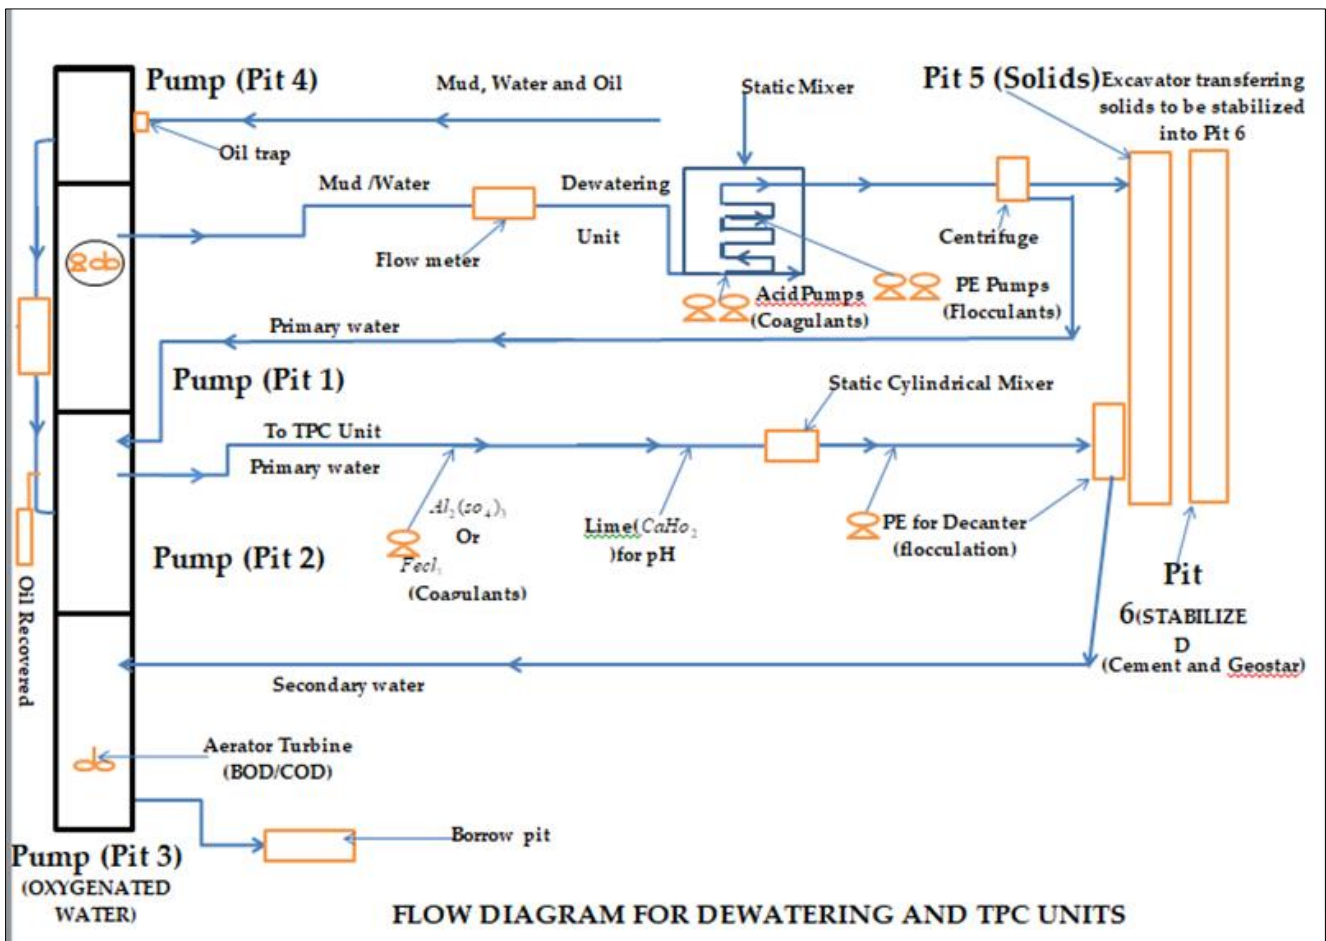 Pump (Pit 4)
Mud, Water and Oil
Static Mixer
Pit 5 (Solids)
Excavator transferring
solids to be stabilized
into Pit 6
Oil trap
Mud /Water
Dewatering
Unit
Flow meter
Centrifuge
Acid Pumps
(Coagulants)
PE Pumps
(Flocculants)
Primary water
Pump (Pit 1)
Static Cylindrical Mixer
To TPC Unit
Primary water
Al2(so4)3
Or
Fecl3
(Coagulants)
Lime(CaHo2
)for pH
PE for Decanter
(flocculation)
Pump (Pit 2)
Pit
6(STABILIZE
D
(Cement and Geostar)
Oil Recovered
Secondary water
Aerator Turbine
(BOD/COD)
Borrow pit
Pump (Pit 3)
(OXYGENATED
WATER)
FLOW DIAGRAM FOR DEWATERING AND TPC UNITS